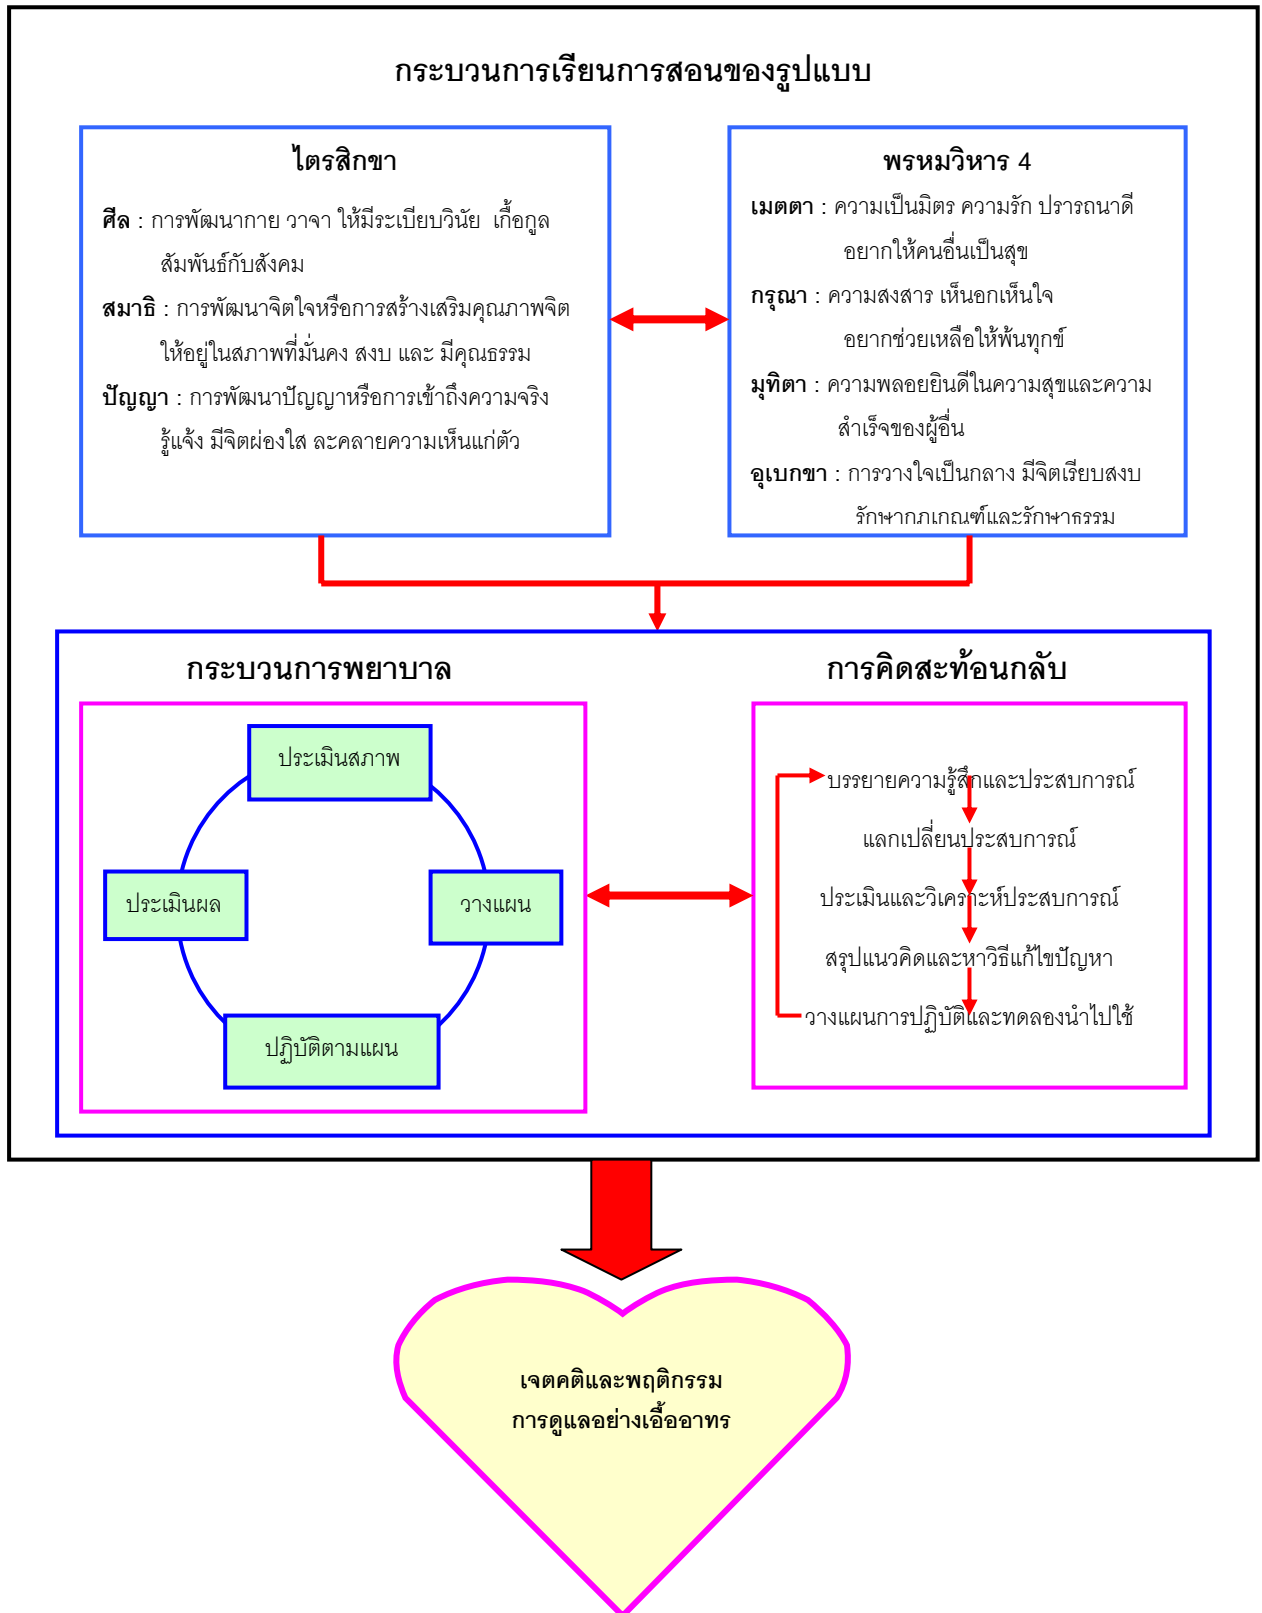 กระบวนการเรียนการสอนของรูปแบบ
ไตรสิกขา
ศีล : การพัฒนากาย วาจา ให้มีระเบียบวินัย เกื้อกูล
สัมพันธ์กับสังคม
สมาธิ : การพัฒนาจิตใจหรือการสร้างเสริมคุณภาพจิต
ให้อยู่ในสภาพที่มั่นคง สงบ และ มีคุณธรรม
ปัญญา : การพัฒนาปัญญาหรือการเข้าถึงความจริง
รู้แจ้ง มีจิตผ่องใส ละคลายความเห็นแก่ตัว
พรหมวิหาร 4
เมตตา : ความเป็นมิตร ความรัก ปรารถนาดี
อยากให้คนอื่นเป็นสุข
กรุณา : ความสงสาร เห็นอกเห็นใจ
อยากช่วยเหลือให้พ้นทุกข์
มุทิตา : ความพลอยยินดีในความสุขและความ
สำเร็จของผู้อื่น
อุเบกขา : การวางใจเป็นกลาง มีจิตเรียบสงบ
รักษากฎเกณฑ์และรักษาธรรม
กระบวนการพยาบาล
ประเมินสภาพ
ประเมินผล
วางแผน
ปฏิบัติตามแผน
การคิดสะท้อนกลับ
บรรยายความรู้สึกและประสบการณ์
แลกเปลี่ยนประสบการณ์
ประเมินและวิเคราะห์ประสบการณ์
สรุปแนวคิดและหาวิธีแก้ไขปัญหา
วางแผนการปฏิบัติและทดลองนำไปใช้
เจตคติและพฤติกรรม
การดูแลอย่างเอื้ออาทร